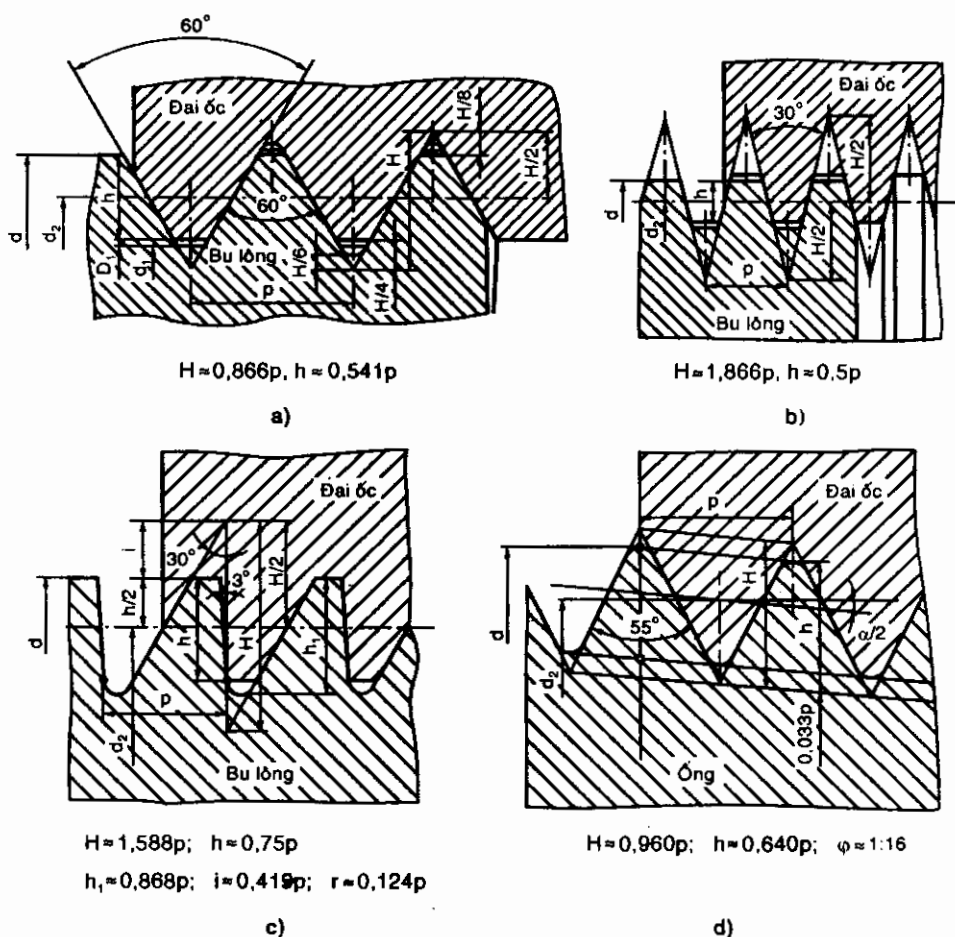 60°
Đai ốc
H/8
H
H/2
d
d₂
h
D₁
d₁
60°
Bu lông
H/6
H/4
p
H≈0,866p, h≈0,541p
a)
Đai ốc
30°
H/2
d
d₂
h
p
H/2
Bu lông
H≈1,866p, h≈0,5p
b)
Đai ốc
i
30°
3°
H/2
h/2
d
h
H
h₁
p
d₂
Bu lông
H≈1,588p; h≈0,75p
h₁≈0,868p; i≈0,419p; r≈0,124p
c)
p
Đai ốc
d
H
55°
h
α/2
d₂
0,033p
Ống
H≈0,960p; h≈0,640p; φ≈1:16
d)